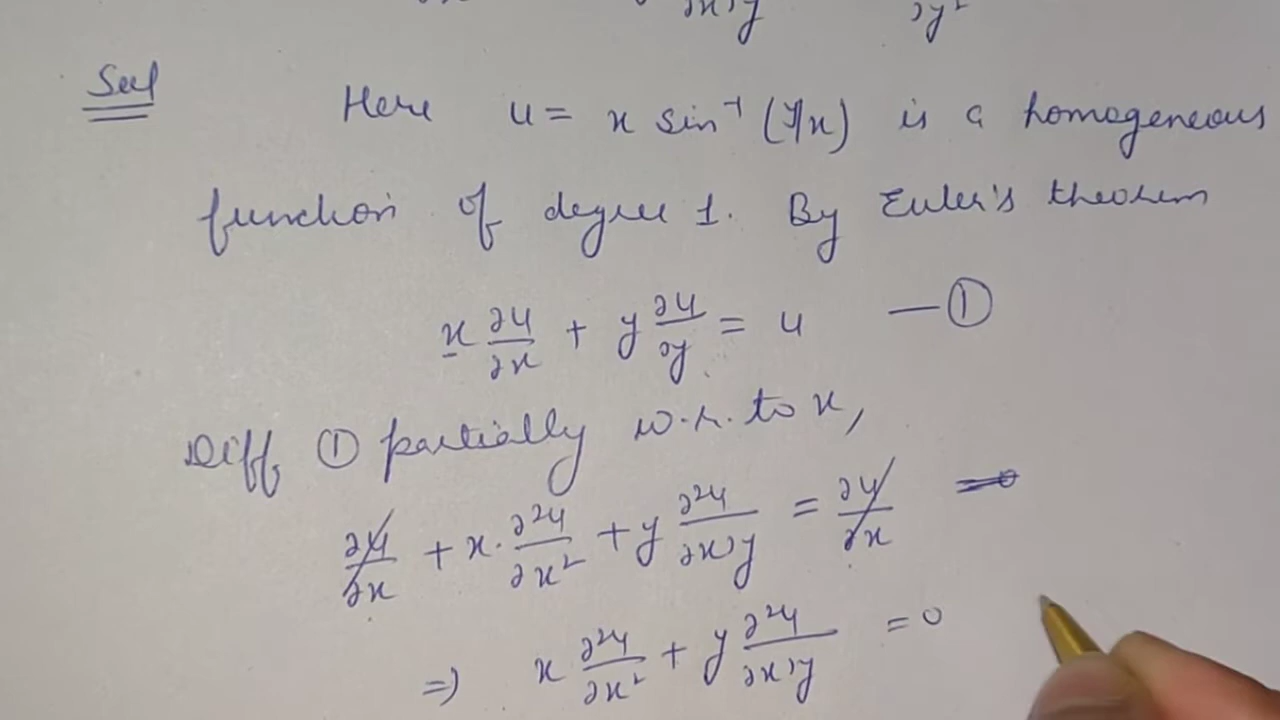 ∂x∂y ∂y²
Sol
Here u = x sin⁻¹ (y/x) is a homogeneous
function of degree 1. By Euler's theorem
x ∂u/∂x + y ∂u/∂y = u — ①
Diff ① partially w.r. to x,
∂u/∂x + x · ∂²u/∂x² + y ∂²u/∂x∂y = ∂u/∂x
⇒ x ∂²u/∂x² + y ∂²u/∂x∂y = 0